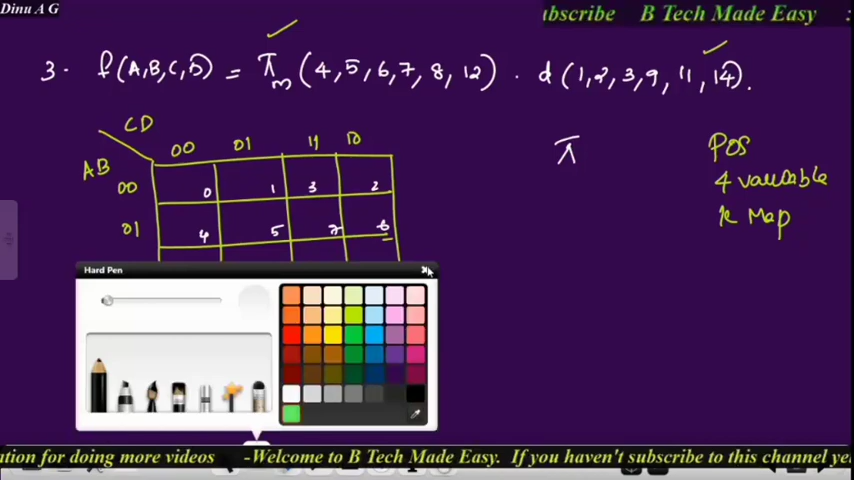 Dinu A G
ubscribe B Tech Made Easy
3. f(A,B,C,D) = π_m (4,5,6,7,8,12) . d(1,2,3,9,11,14).
CD
00 01 11 10
AB
00 0 1 3 2
01 4 5 7 6
π
POS
4 variable
K Map
Hard Pen
ation for doing more videos -Welcome to B Tech Made Easy. If you haven't subscribe to this channel ye